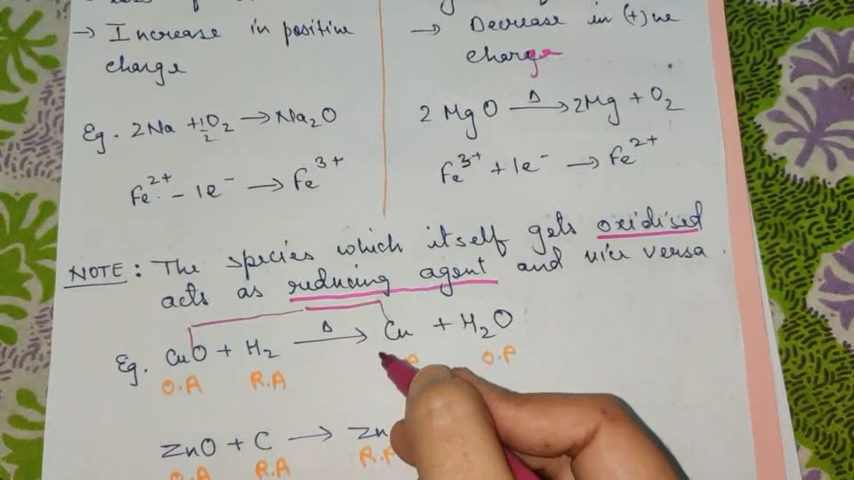 → Increase in positive
charge
Eg. 2Na + 1/2 O₂ → Na₂O
Fe²⁺ - 1e⁻ → Fe³⁺
→ Decrease in (+)ve
charge
2 MgO —Δ→ 2Mg + O₂
Fe³⁺ + 1e⁻ → Fe²⁺
NOTE : The species which itself gets oxidised
acts as reducing agent and vice versa.
Eg. CuO + H₂ —Δ→ Cu + H₂O
O.A R.A O.P
ZnO + C → Zn
O.A R.A R.P